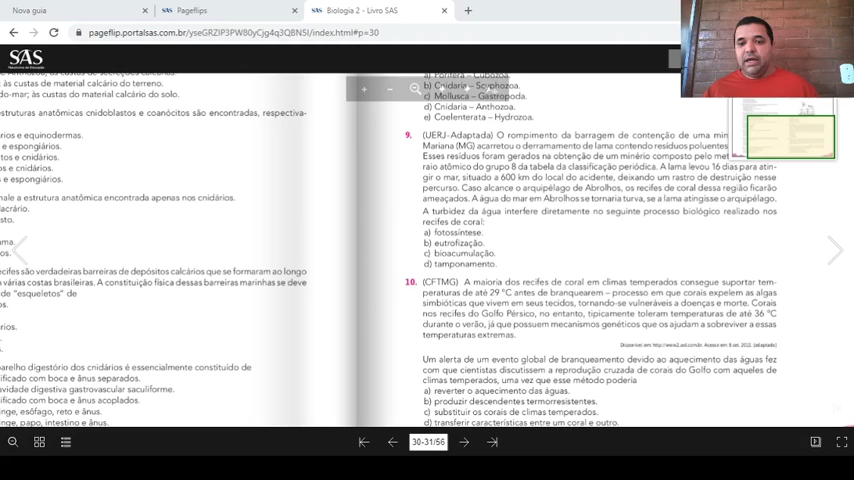 Nova guia
Pageflips
Biologia 2 - Livro SAS
pageflip.portalsas.com.br/yseGRZIP3PW80yCjg4q3QBNSI/index.html#p=30
SAS
Plataforma de Educação
e Anthozoa, às custas de secreções calcárias.
; às custas de material calcário do terreno.
do-mar; às custas do material calcário do solo.
estruturas anatômicas cnidoblastos e coanócitos são encontradas, respectiva-
ários e equinodermas.
s e espongiários.
tos e cnidários.
os e cnidários.
s e espongiários.
nale a estrutura anatômica encontrada apenas nos cnidários.
lacrário.
sto.
ma.
os.
ecifes são verdadeiras barreiras de depósitos calcários que se formaram ao longo
s várias costas brasileiras. A constituição física dessas barreiras marinhas se deve
de “esqueletos” de
os.
írios.
s.
parelho digestório dos cnidários é essencialmente constituído de
ificado com boca e ânus separados.
avidade digestiva gastrovascular saculiforme.
ificado com boca e ânus acoplados.
inge, esôfago, reto e ânus.
inge, papo, intestino e ânus.
a) Porifera – Cubozoa.
b) Cnidaria – Scyphozoa.
c) Mollusca – Gastropoda.
d) Cnidaria – Anthozoa.
e) Coelenterata – Hydrozoa.
9. (UERJ-Adaptada) O rompimento da barragem de contenção de uma min
Mariana (MG) acarretou o derramamento de lama contendo resíduos poluentes
Esses resíduos foram gerados na obtenção de um minério composto pelo met
raio atômico do grupo 8 da tabela da classificação periódica. A lama levou 16 dias para atin-
gir o mar, situado a 600 km do local do acidente, deixando um rastro de destruição nesse
percurso. Caso alcance o arquipélago de Abrolhos, os recifes de coral dessa região ficarão
ameaçados. A água do mar em Abrolhos se tornaria turva, se a lama atingisse o arquipélago.
A turbidez da água interfere diretamente no seguinte processo biológico realizado nos
recifes de coral:
a) fotossíntese.
b) eutrofização.
c) bioacumulação.
d) tamponamento.
10. (CFTMG) A maioria dos recifes de coral em climas temperados consegue suportar tem-
peraturas de até 29 ºC antes de branquearem – processo em que corais expelem as algas
simbióticas que vivem em seus tecidos, tornando-se vulneráveis a doenças e morte. Corais
nos recifes do Golfo Pérsico, no entanto, tipicamente toleram temperaturas de até 36 ºC
durante o verão, já que possuem mecanismos genéticos que os ajudam a sobreviver a essas
temperaturas extremas.
Um alerta de um evento global de branqueamento devido ao aquecimento das águas fez
com que cientistas discutissem a reprodução cruzada de corais do Golfo com aqueles de
climas temperados, uma vez que esse método poderia
a) reverter o aquecimento das águas.
b) produzir descendentes termorresistentes.
c) substituir os corais de climas temperados.
d) transferir características entre um coral e outro.
30-31/56